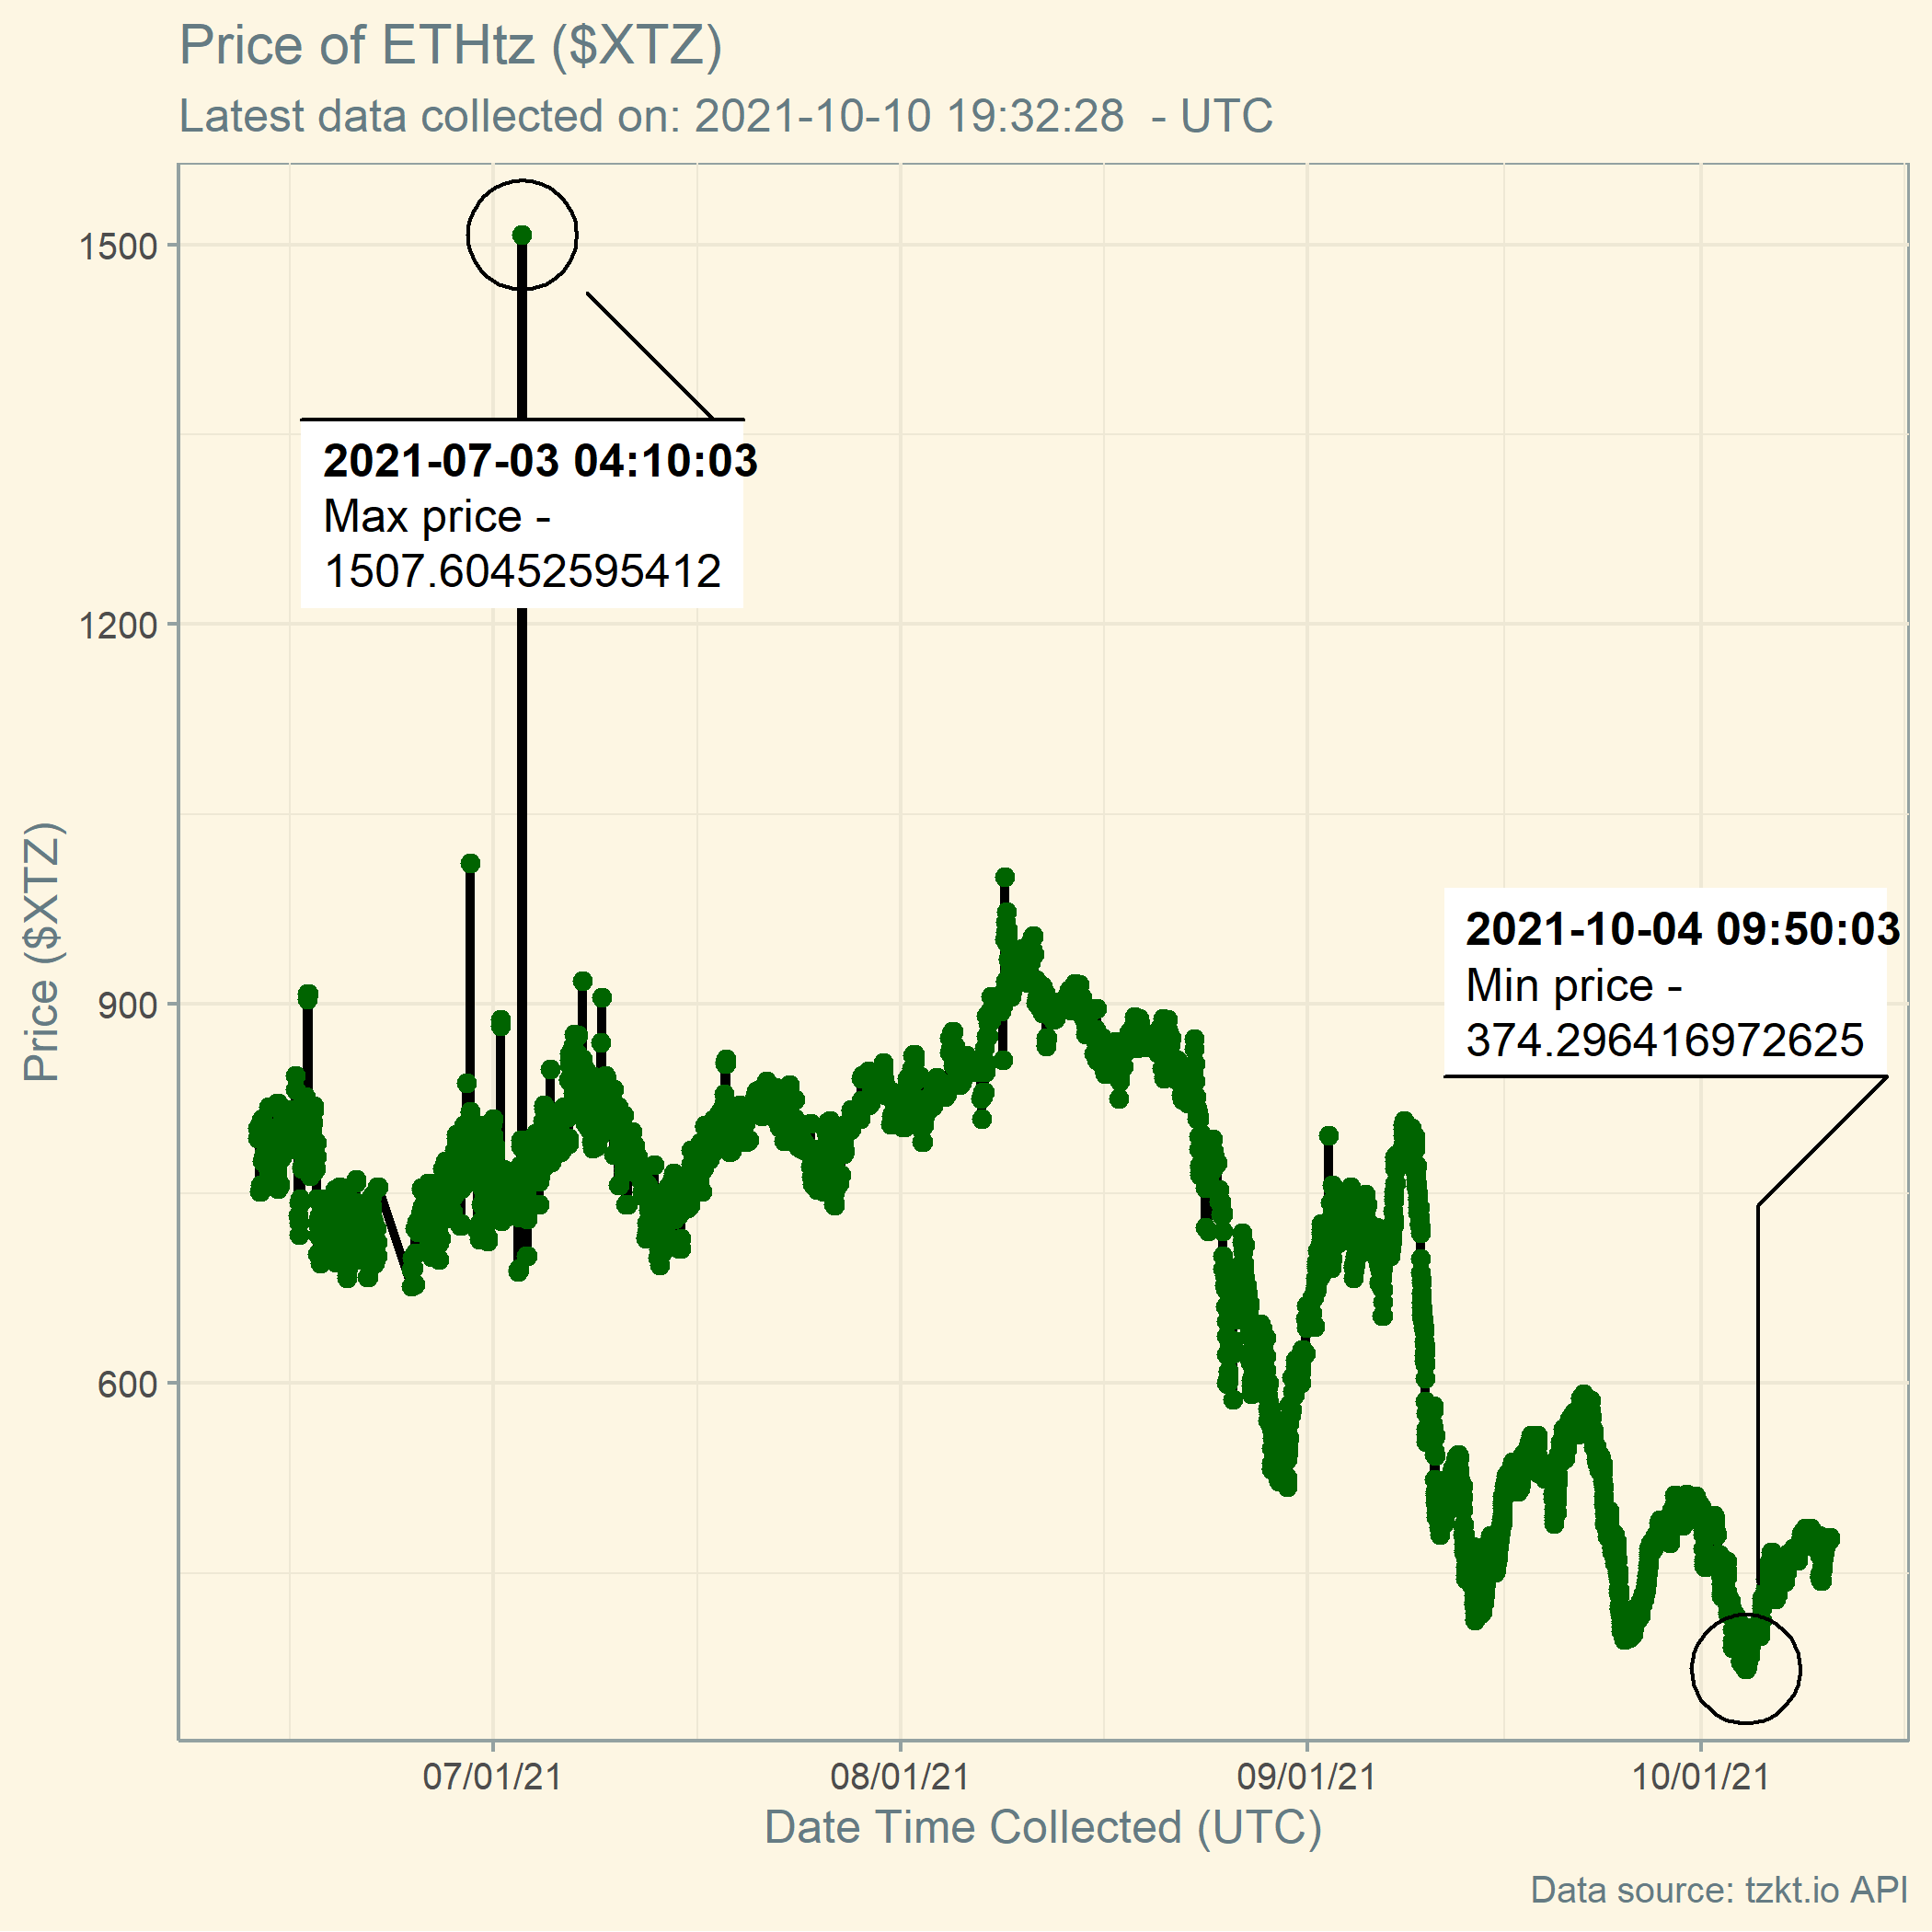 Price of ETHtz ($XTZ)
Latest data collected on: 2021-10-10 19:32:28  - UTC
1500
1200
900
600
Price ($XTZ)
2021-07-03 04:10:03
Max price -
1507.60452595412
2021-10-04 09:50:03
Min price -
374.296416972625
07/01/21
08/01/21
09/01/21
10/01/21
Date Time Collected (UTC)
Data source: tzkt.io API